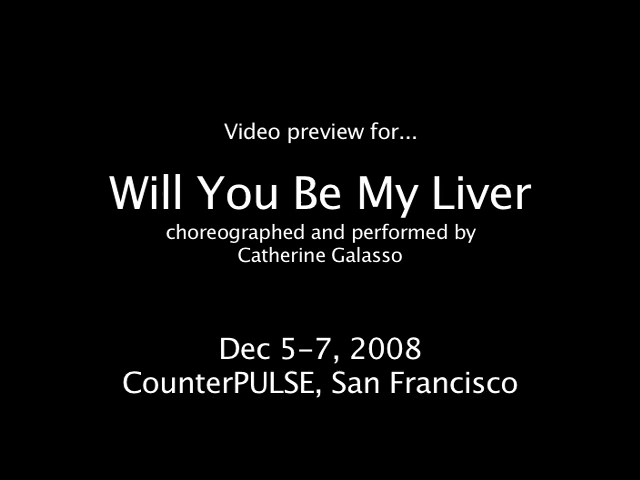 Video preview for...
Will You Be My Liver
choreographed and performed by
Catherine Galasso
Dec 5-7, 2008
CounterPULSE, San Francisco